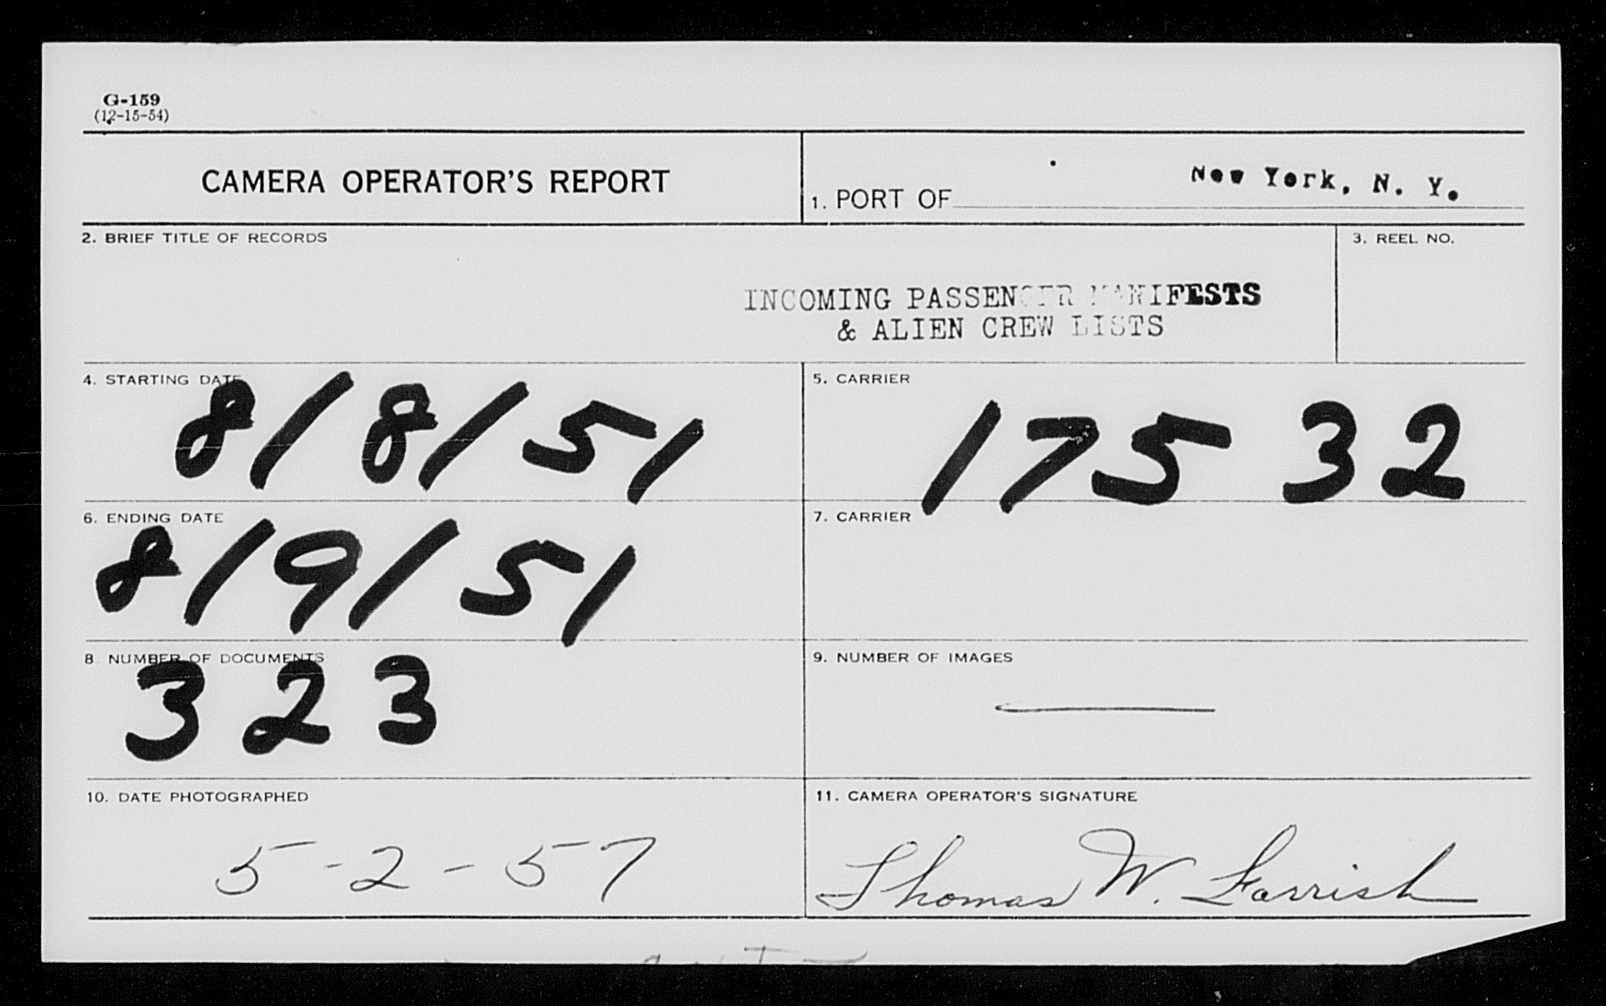 G-159
(12-15-54)
CAMERA OPERATOR'S REPORT
1. PORT OF New York, N. Y.
2. BRIEF TITLE OF RECORDS
INCOMING PASSENGER MANIFESTS
& ALIEN CREW LISTS
3. REEL NO.
4. STARTING DATE
8/8/51
5. CARRIER
17532
6. ENDING DATE
8/9/51
7. CARRIER
8 NUMBER OF DOCUMENTS
323
9. NUMBER OF IMAGES
10. DATE PHOTOGRAPHED
5-2-57
11. CAMERA OPERATOR'S SIGNATURE
Thomas W. Farrish